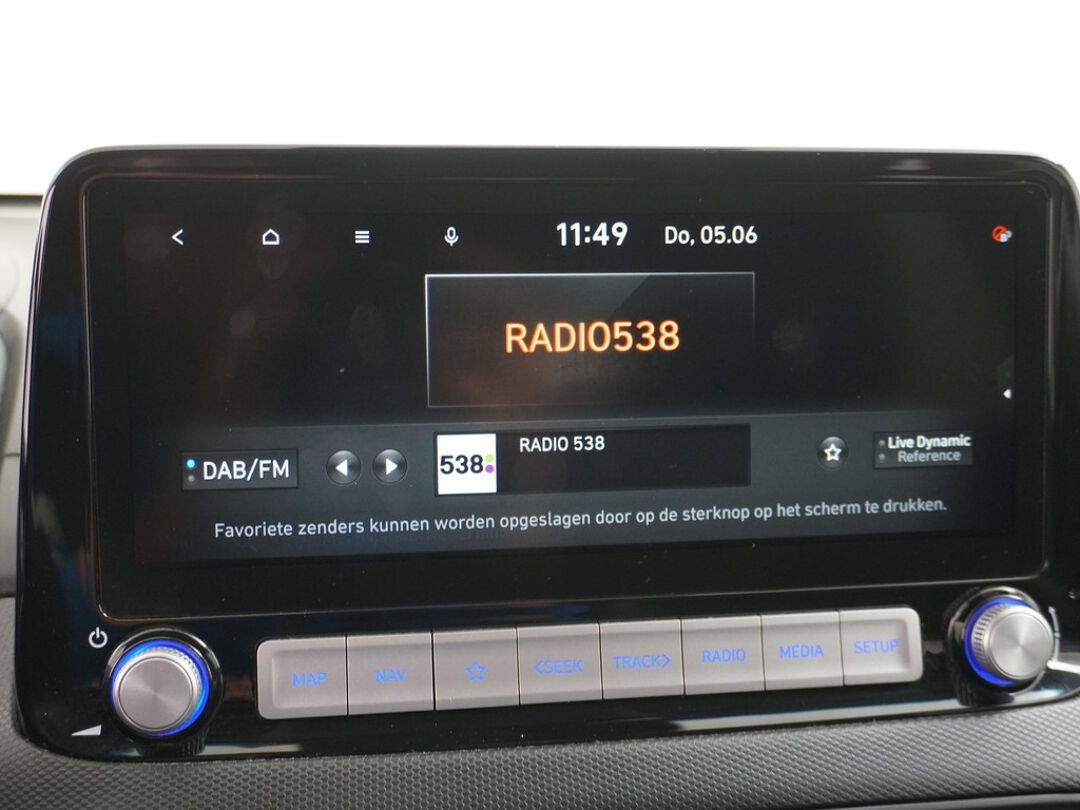 11:49 Do, 05.06
RADIO538
DAB/FM
538
RADIO 538
Live Dynamic
Reference
Favoriete zenders kunnen worden opgeslagen door op de sterknop op het scherm te drukken.
MAP NAV <SEEK TRACK> RADIO MEDIA SETUP